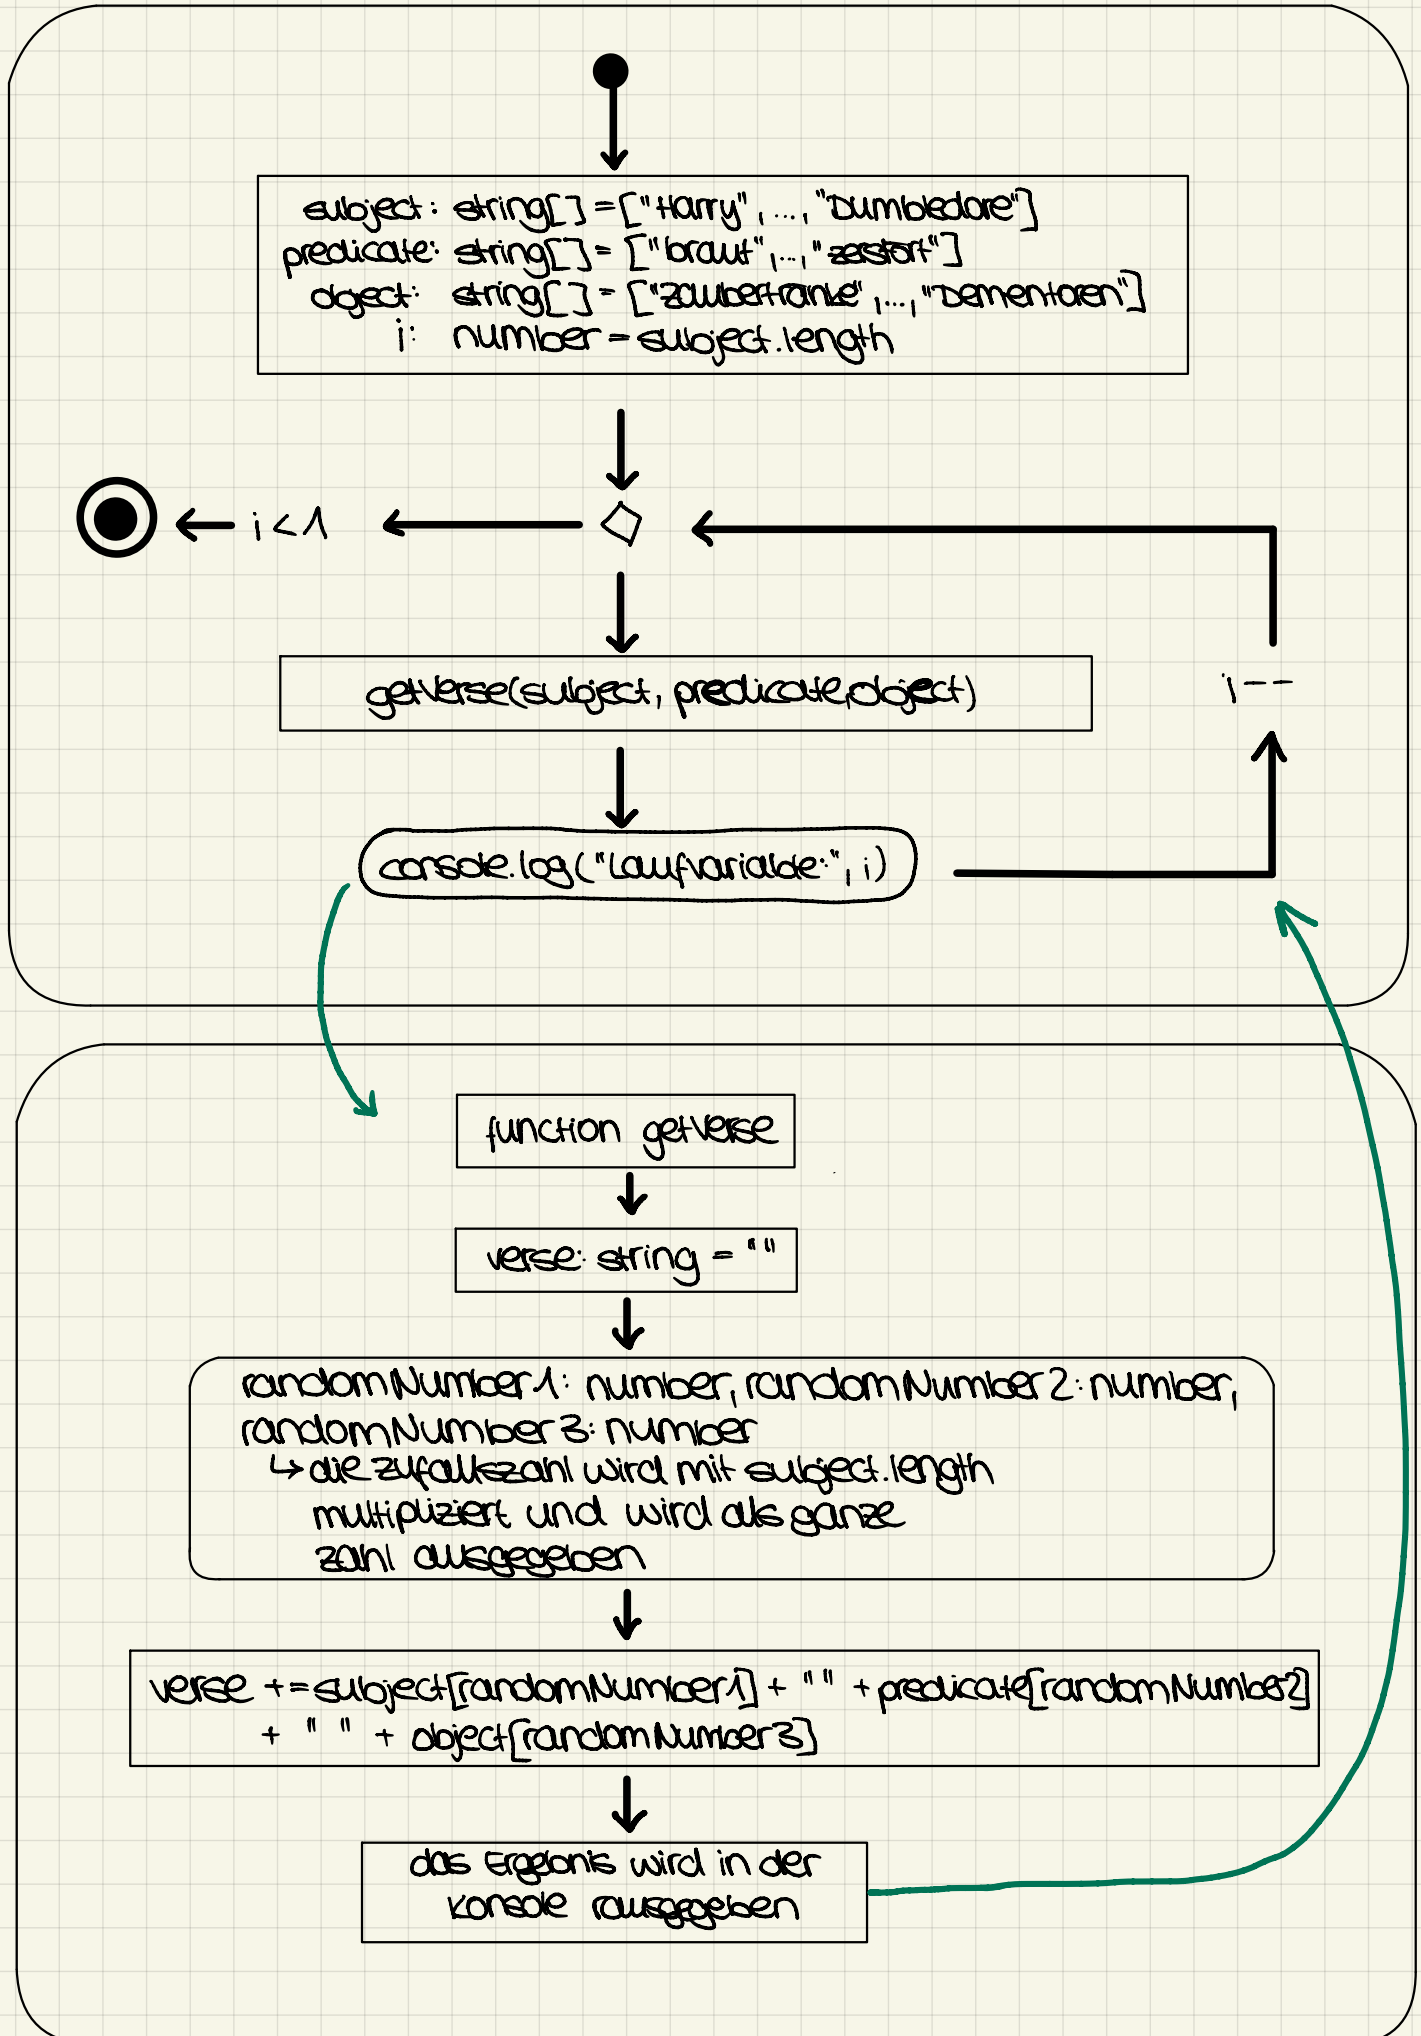 subject: string[] = ["Harry", ..., "Dumbledore"]
predicate: string[] = ["braut", ..., "zerstört"]
object: string[] = ["Zaubertränke", ..., "Dementoren"]
i: number = subject.length
i < 1
getVerse(subject, predicate, object)
i--
console.log("Laufvariable:", i)
function getVerse
verse: string = ""
randomNumber1: number, randomNumber2: number,
randomNumber3: number
↳ die Zufallszahl wird mit subject.length
multipliziert und wird als ganze
Zahl ausgegeben
verse += subject[randomNumber1] + " " + predicate[randomNumber2]
+ " " + object[randomNumber3]
das Ergebnis wird in der
Konsole rausgegeben